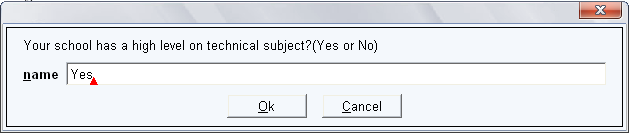 Your school has a high level on technical subject?(Yes or No)
name Yes
Ok Cancel